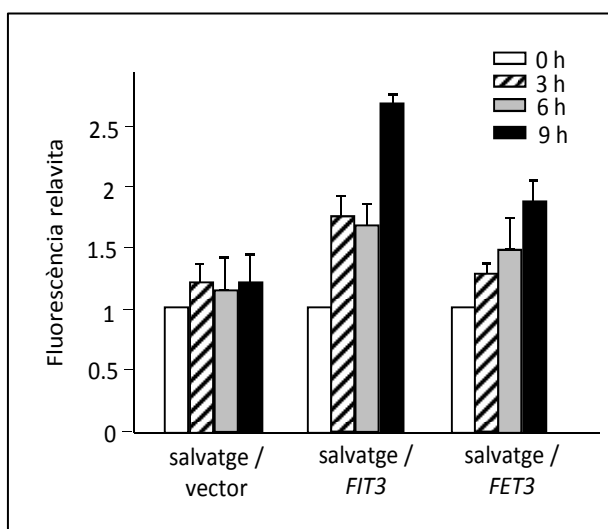 0 h
3 h
6 h
9 h
Fluorescència relavita
2.5
2
1.5
1
0.5
0
salvatge /
vector
salvatge /
FIT3
salvatge /
FET3